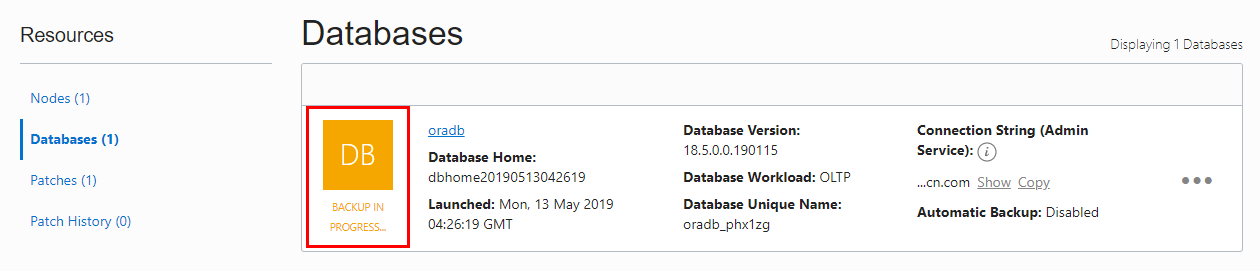 Resources
Nodes (1)
Databases (1)
Patches (1)
Patch History (0)
Databases
Displaying 1 Databases
DB
BACKUP IN
PROGRESS...
oradb
Database Home:
dbhome20190513042619
Launched: Mon, 13 May 2019
04:26:19 GMT
Database Version:
18.5.0.0.190115
Database Workload: OLTP
Database Unique Name:
oradb_phx1zg
Connection String (Admin
Service): i
...cn.com Show Copy
Automatic Backup: Disabled